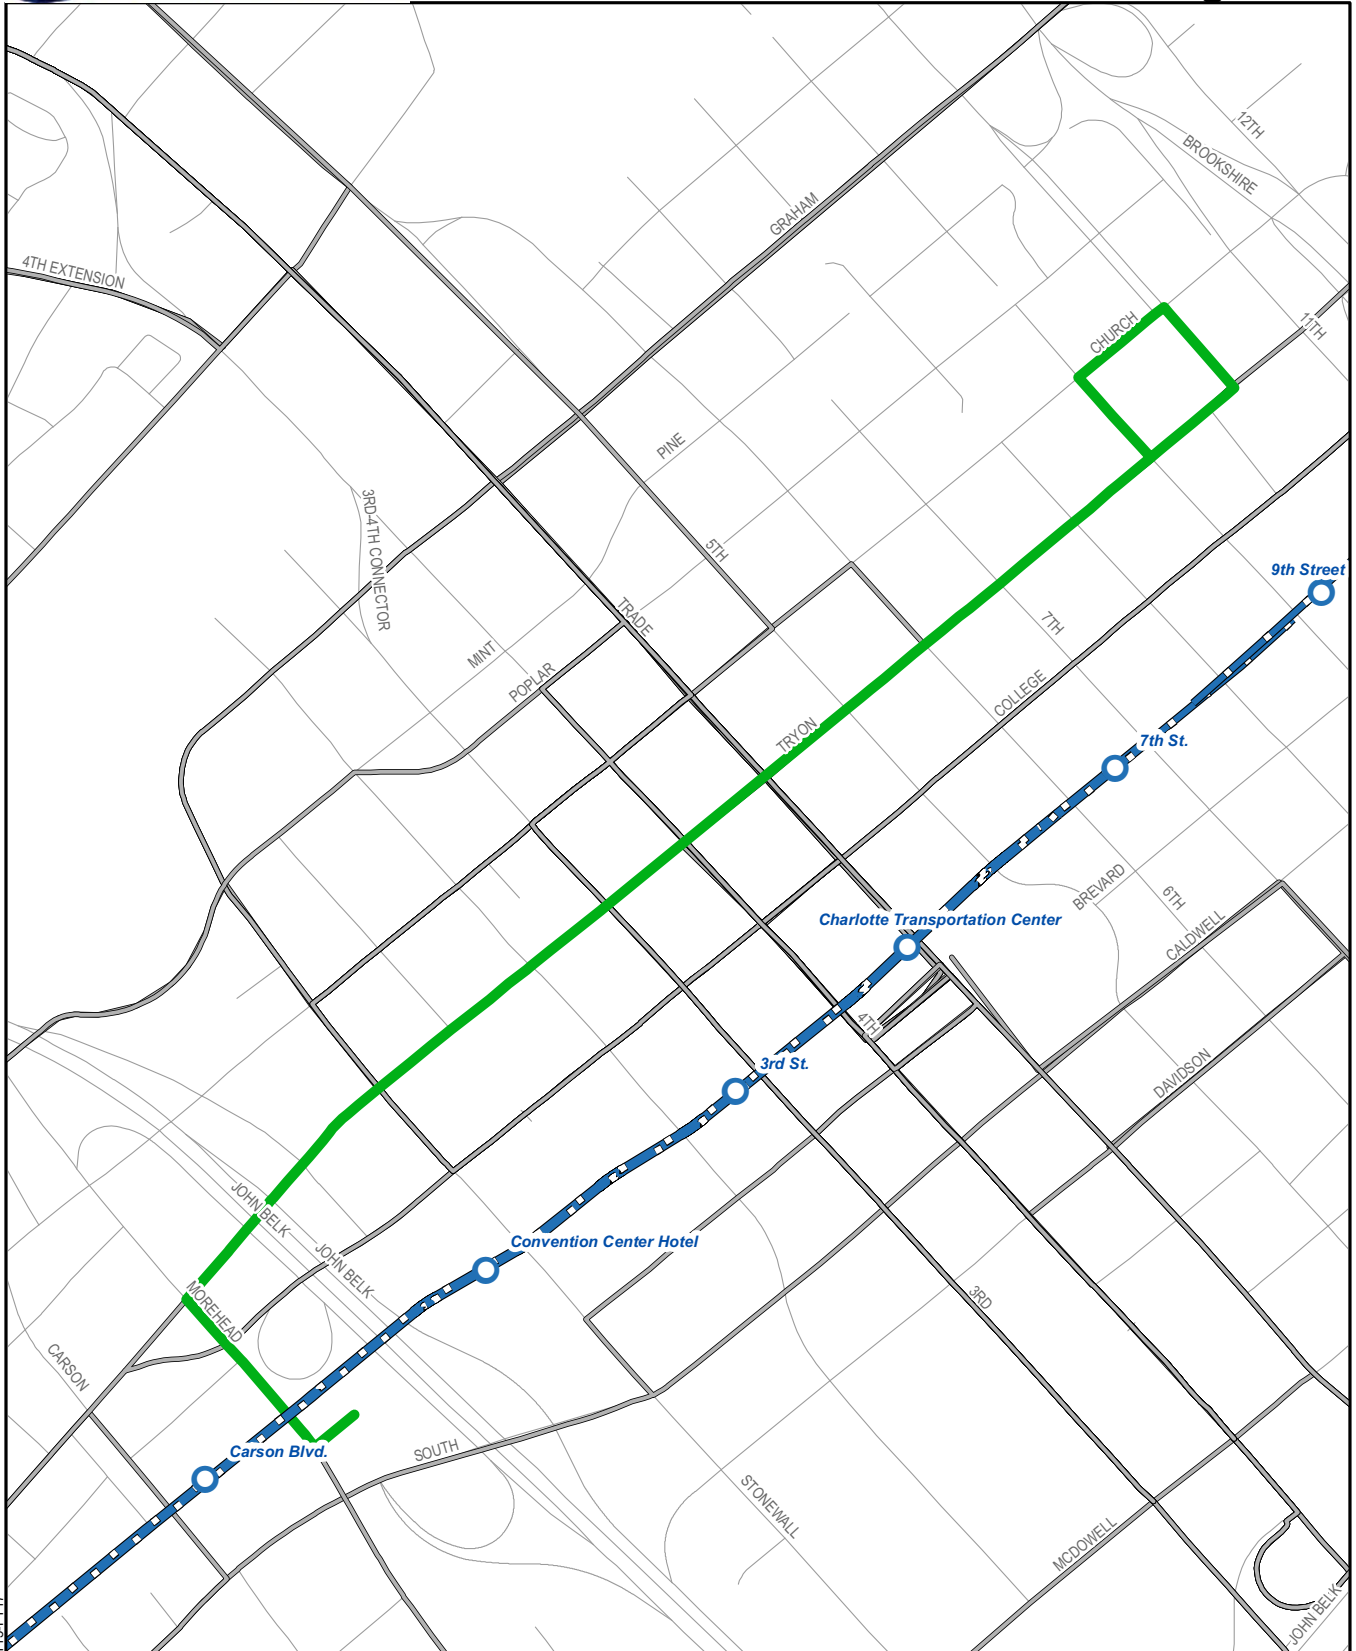 12TH
BROOKSHIRE
GRAHAM
4TH EXTENSION
CHURCH
11TH
PINE
3RD-4TH CONNECTOR
5TH
9th Street
TRADE
7TH
MINT
POPLAR
COLLEGE
TRYON
7th St.
BREVARD
6TH
Charlotte Transportation Center
CALDWELL
4TH
3rd St.
DAVIDSON
JOHN BELK
Convention Center Hotel
JOHN BELK
MOREHEAD
3RD
CARSON
Carson Blvd.
SOUTH
STONEWALL
MCDOWELL
JOHN BELK